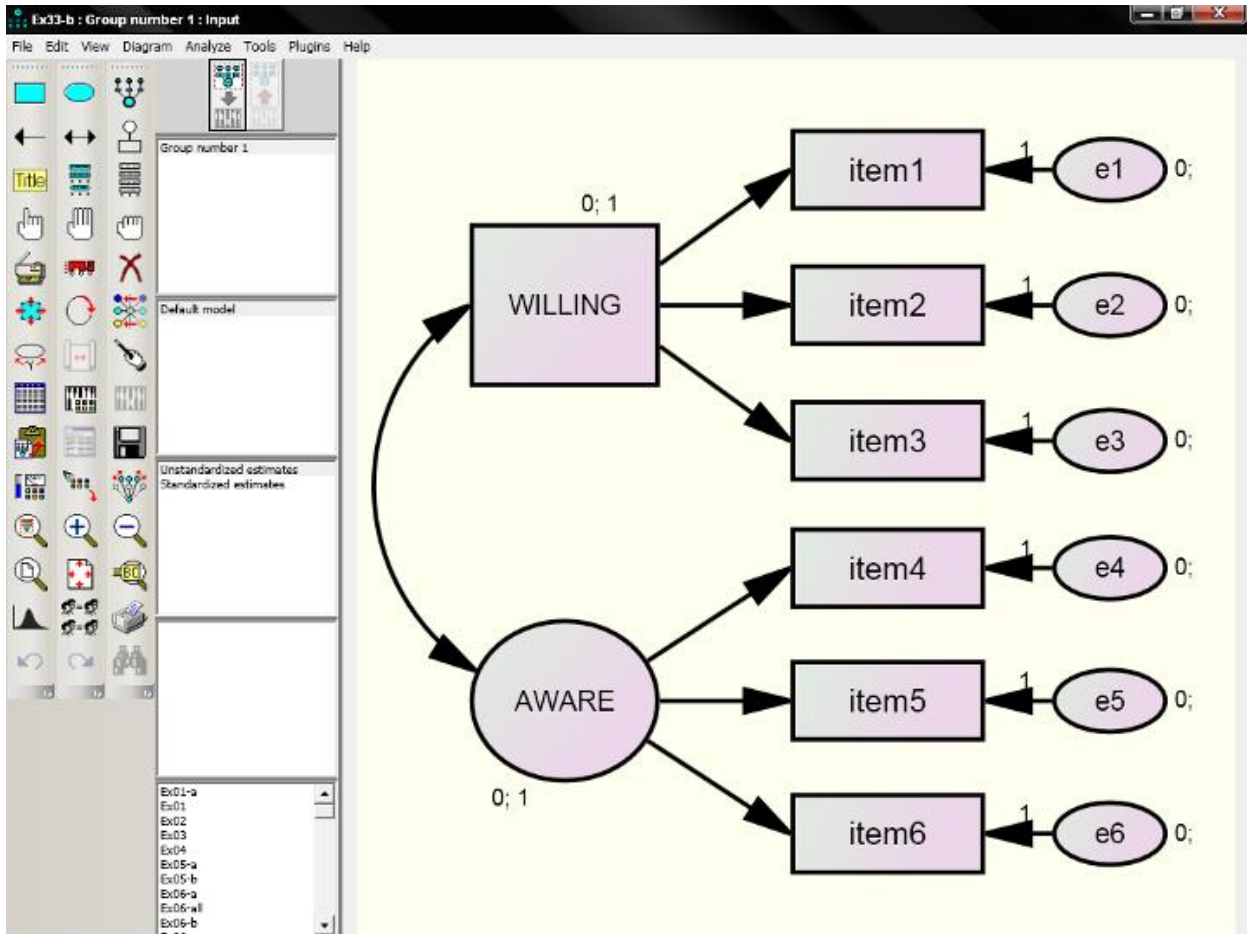 Ex33-b : Group number 1 : Input
File Edit View Diagram Analyze Tools Plugins Help
Title
Group number 1
Default model
Unstandardized estimates
Standardized estimates
Ex01-a
Ex01
Ex02
Ex03
Ex04
Ex05-a
Ex05-b
Ex06-a
Ex06-all
Ex06-b
0; 1
WILLING
item1
1
e1
0;
item2
1
e2
0;
item3
1
e3
0;
AWARE
0; 1
item4
1
e4
0;
item5
1
e5
0;
item6
1
e6
0;